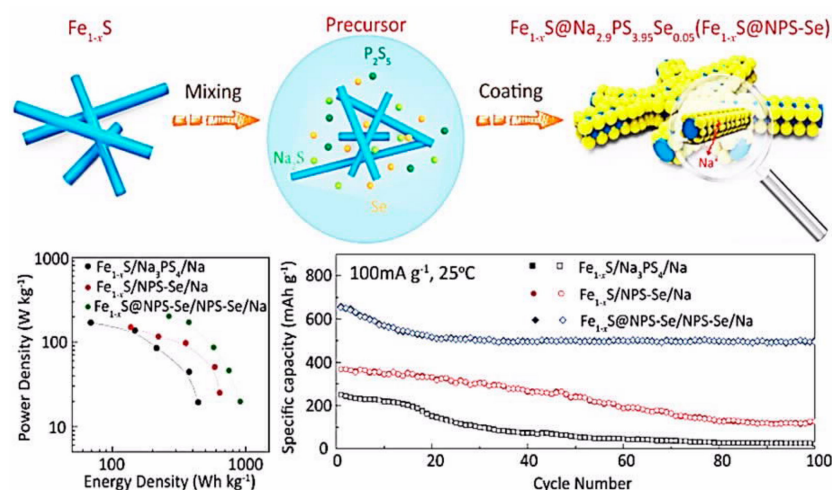 Fe₁₋ₓS
Precursor
Fe₁₋ₓS@Na₂.₉PS₃.₉₅Se₀.₀₅(Fe₁₋ₓS@NPS-Se)
P₂S₅
Mixing
Coating
Na₂S
Se
Na⁺
1000
100
10
Power Density (W kg⁻¹)
Fe₁₋ₓS/Na₃PS₄/Na
Fe₁₋ₓS/NPS-Se/Na
Fe₁₋ₓS@NPS-Se/NPS-Se/Na
100
1000
Energy Density (Wh kg⁻¹)
800
600
400
200
0
Specific capacity (mAh g⁻¹)
100mA g⁻¹, 25°C
Fe₁₋ₓS/Na₃PS₄/Na
Fe₁₋ₓS/NPS-Se/Na
Fe₁₋ₓS@NPS-Se/NPS-Se/Na
0 20 40 60 80 100
Cycle Number